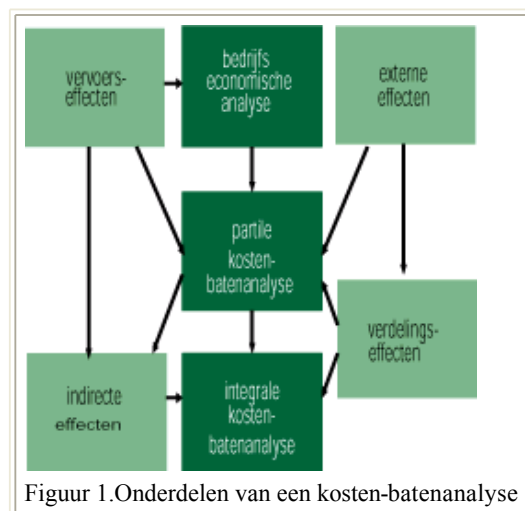 vervoers-
effecten
bedrijfs
economische
analyse
externe
effecten
partile
kosten-
batenanalyse
verdelings-
effecten
indirecte
effecten
integrale
kosten-
batenanalyse
Figuur 1.Onderdelen van een kosten-batenanalyse